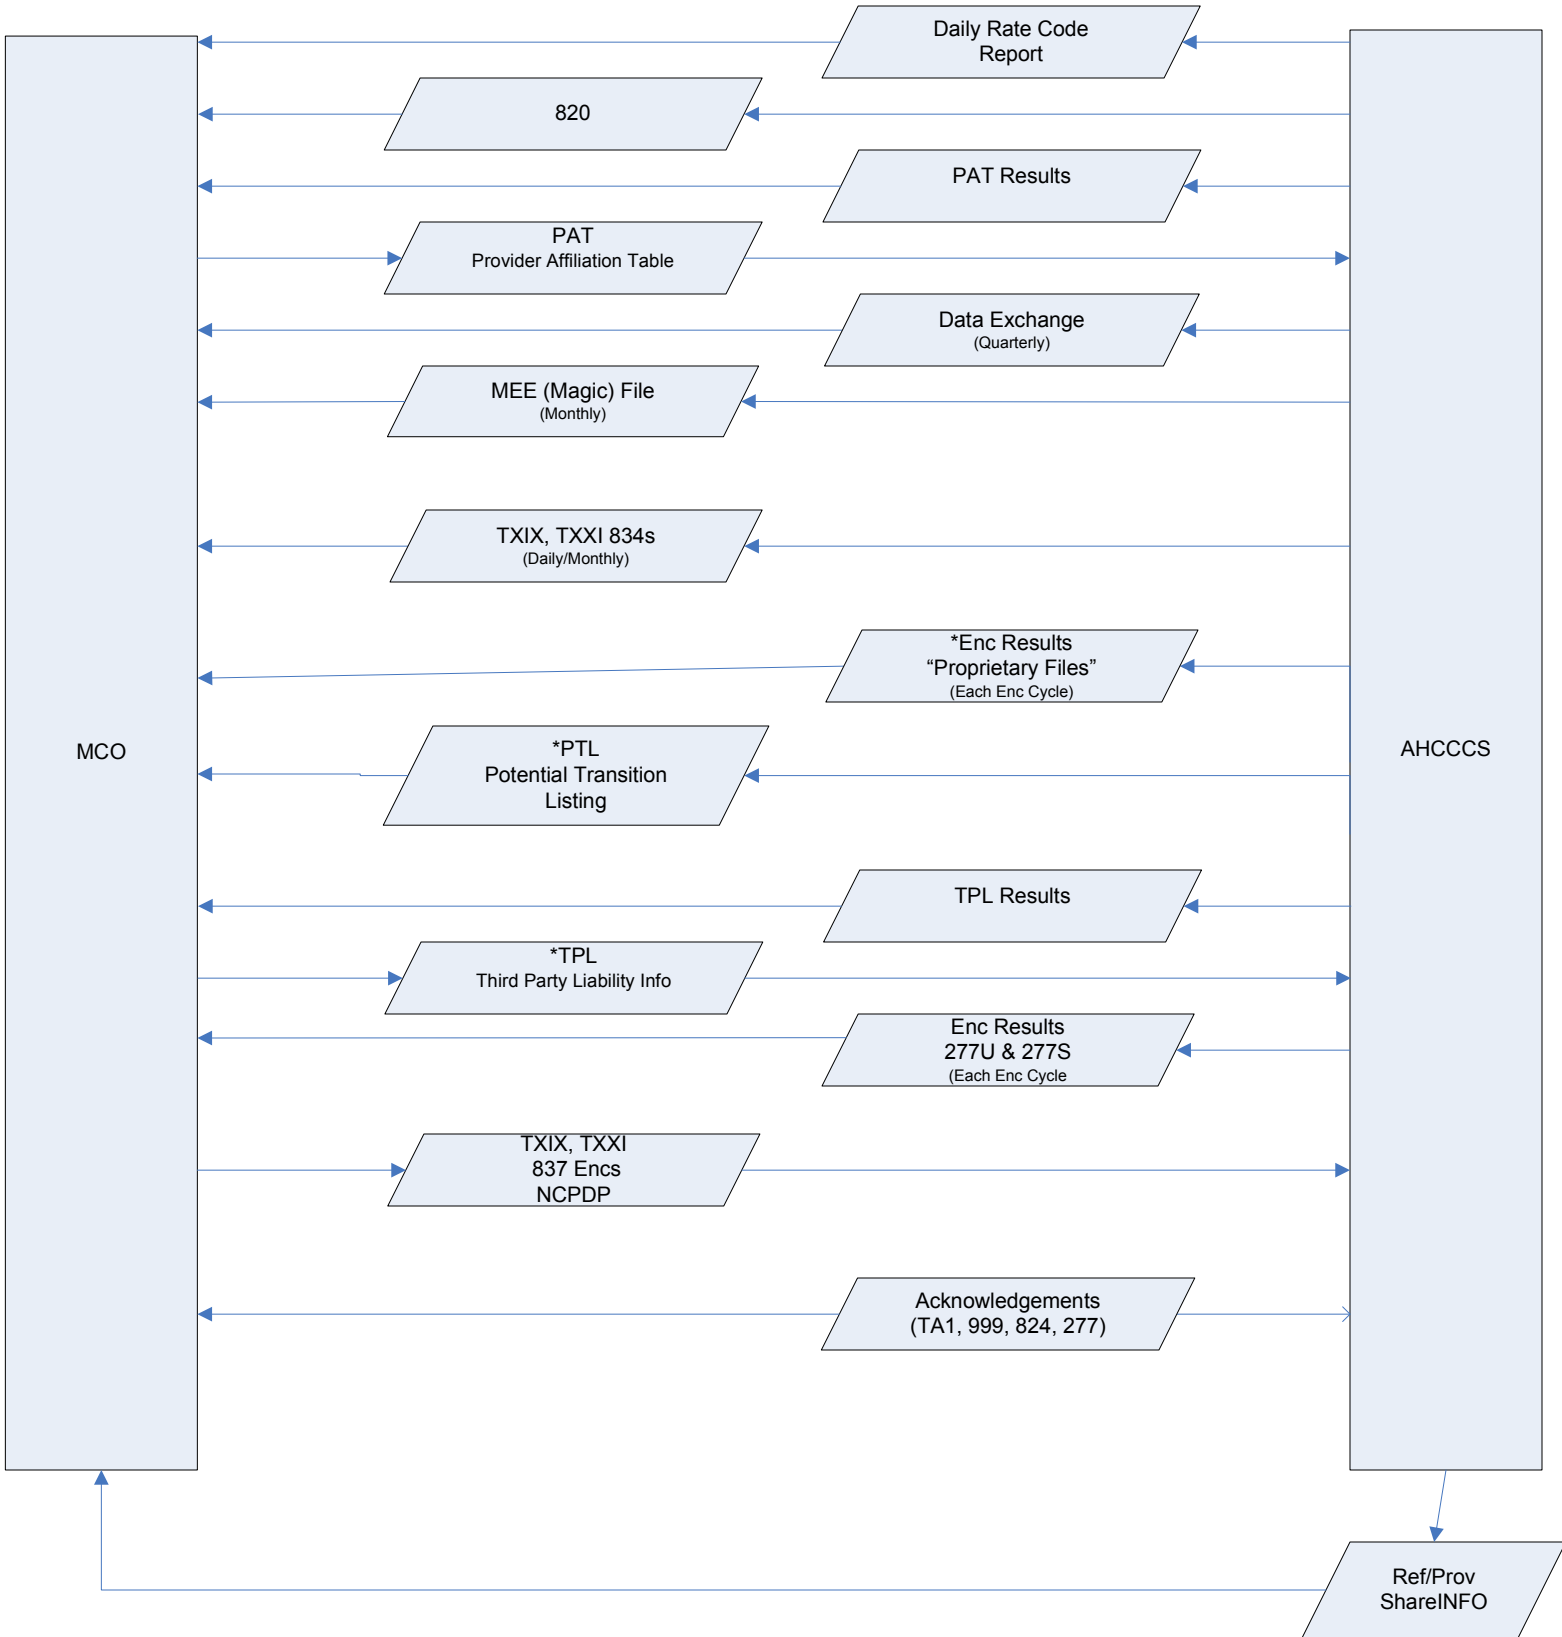 Daily Rate Code
Report
820
PAT Results
PAT
Provider Affiliation Table
Data Exchange
(Quarterly)
MEE (Magic) File
(Monthly)
TXIX, TXXI 834s
(Daily/Monthly)
*Enc Results
“Proprietary Files”
(Each Enc Cycle)
MCO
*PTL
Potential Transition
Listing
AHCCCS
TPL Results
*TPL
Third Party Liability Info
Enc Results
277U & 277S
(Each Enc Cycle
TXIX, TXXI
837 Encs
NCPDP
Acknowledgements
(TA1, 999, 824, 277)
Ref/Prov
ShareINFO